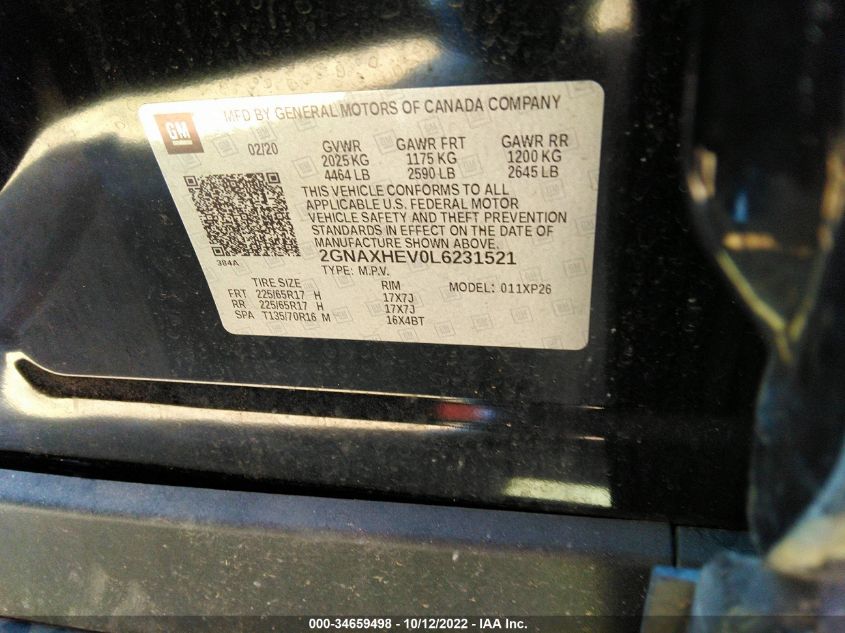 MFD BY GENERAL MOTORS OF CANADA COMPANY
GM
02/20 GVWR GAWR FRT GAWR RR
2025 KG 1175 KG 1200 KG
4464 LB 2590 LB 2645 LB
THIS VEHICLE CONFORMS TO ALL
APPLICABLE U.S. FEDERAL MOTOR
VEHICLE SAFETY AND THEFT PREVENTION
STANDARDS IN EFFECT ON THE DATE OF
MANUFACTURE SHOWN ABOVE.
384A
2GNAXHEV0L6231521
TYPE: M.P.V.
TIRE SIZE RIM MODEL: 011XP26
FRT 225/65R17 H 17X7J
RR 225/65R17 H 17X7J
SPA T135/70R16 M 16X4BT
000-34659498 - 10/12/2022 - IAA Inc.